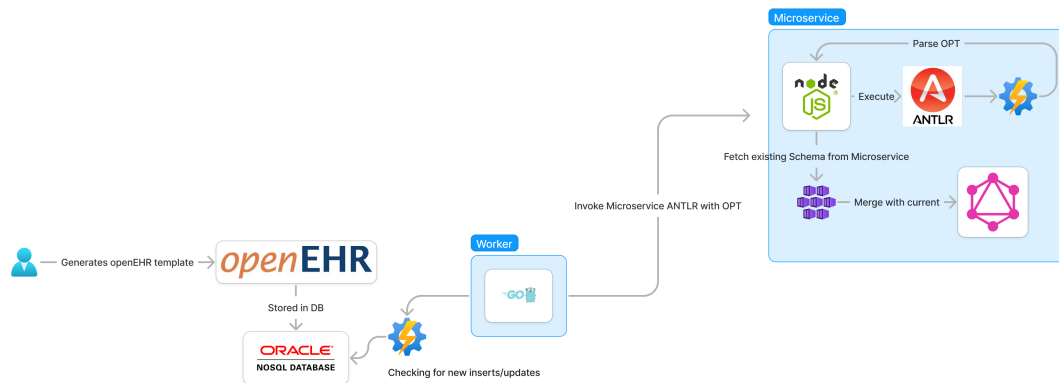 Microservice
Parse OPT
node
JS
Execute
ANTLR
Fetch existing Schema from Microservice
Merge with current
Invoke Microservice ANTLR with OPT
Worker
GO
Generates openEHR template
openEHR
Stored in DB
ORACLE
NOSQL DATABASE
Checking for new inserts/updates